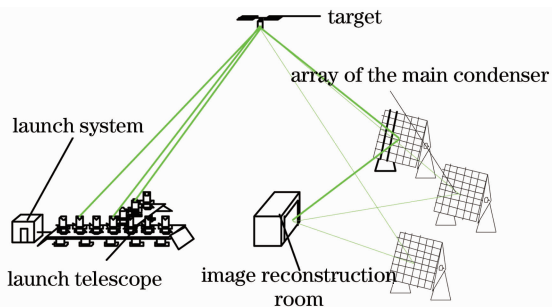 target
array of the main condenser
launch system
launch telescope
image reconstruction
room